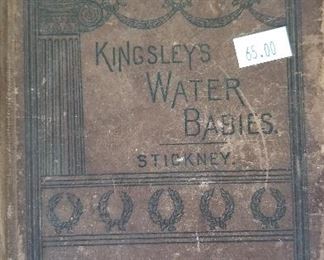 KINGSLEY'S
65.00
WATER
BABIES.
STICKNEY.